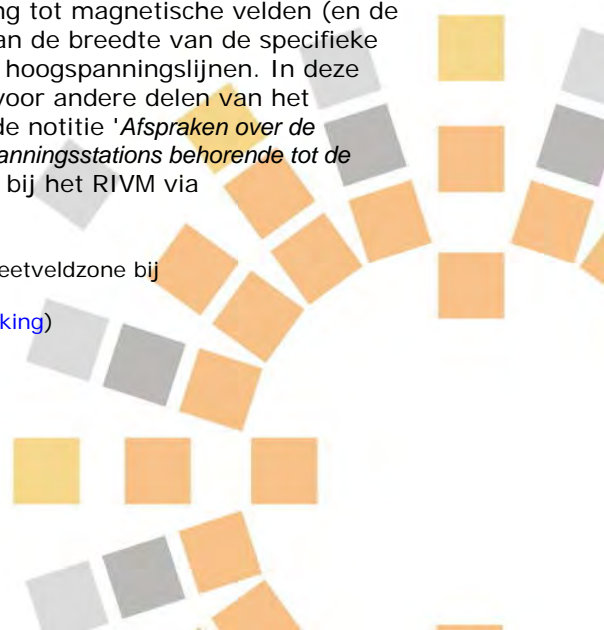 ng tot magnetische velden (en de
an de breedte van de specifieke
hoogspanningslijnen. In deze
voor andere delen van het
de notitie 'Afspraken over de
anningsstations behorende tot de
bij het RIVM via
eetveldzone bij
king)